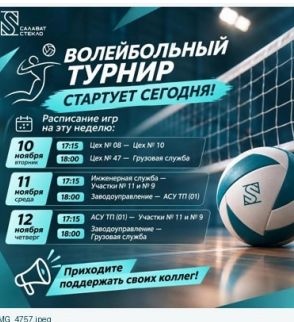 САЛАВАТ
СТЕКЛО
ВОЛЕЙБОЛЬНЫЙ
ТУРНИР
СТАРТУЕТ СЕГОДНЯ!
Расписание игр
на эту неделю:
10
ноября
вторник
17:15 Цех № 08 — Цех № 10
18:00 Цех № 47 — Грузовая служба
11
ноября
среда
17:15 Инженерная служба —
Участки № 11 и № 9
18:00 Заводоуправление — АСУ ТП (01)
12
ноября
четверг
17:15 АСУ ТП (01) — Участки № 11 и № 9
18:00 Заводоуправление —
Грузовая служба
Приходите
поддержать своих коллег!
MG_4757.jpeg